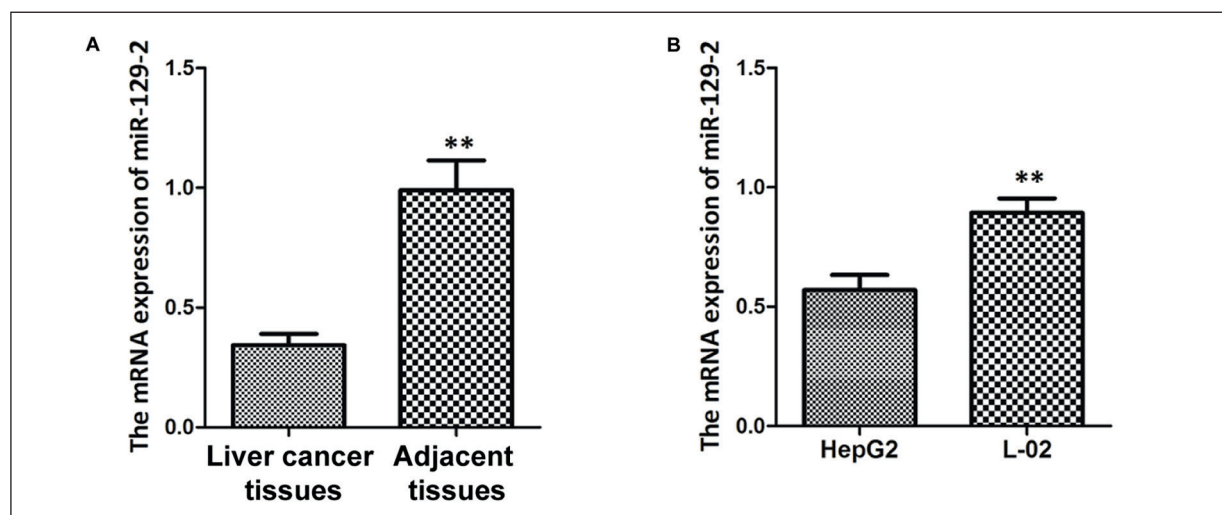 A
The mRNA expression of miR-129-2
1.5
1.0
0.5
0.0
**
Liver cancer
tissues
Adjacent
tissues
B
The mRNA expression of miR-129-2
1.5
1.0
0.5
0.0
**
HepG2
L-02